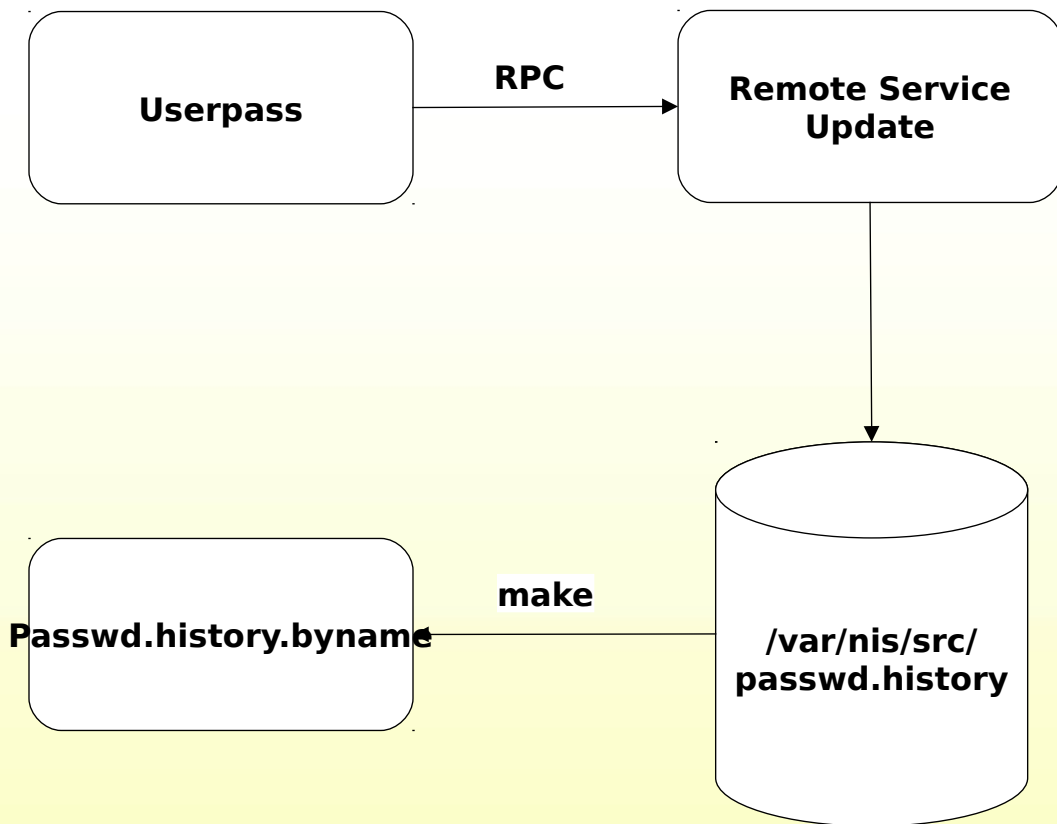 Userpass
RPC
Remote Service
Update
Passwd.history.byname
make
/var/nis/src/
passwd.history